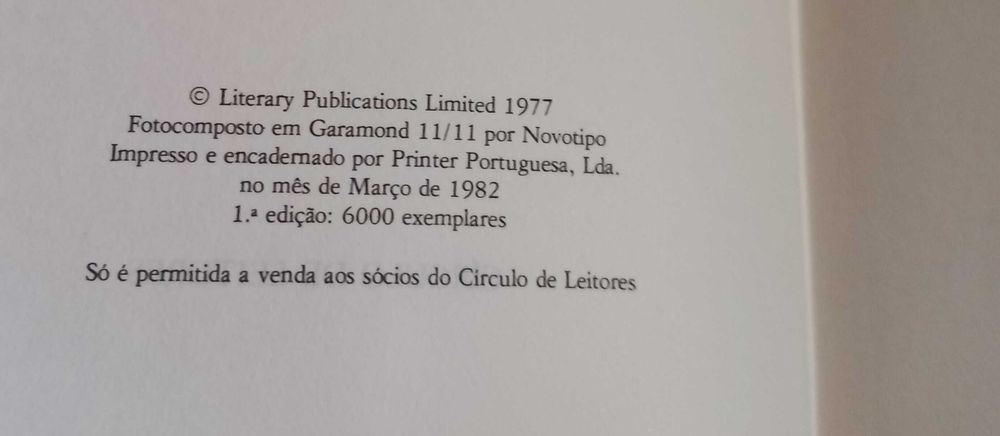 © Literary Publications Limited 1977
Fotocomposto em Garamond 11/11 por Novotipo
Impresso e encadernado por Printer Portuguesa, Lda.
no mês de Março de 1982
1.ª edição: 6000 exemplares
Só é permitida a venda aos sócios do Círculo de Leitores